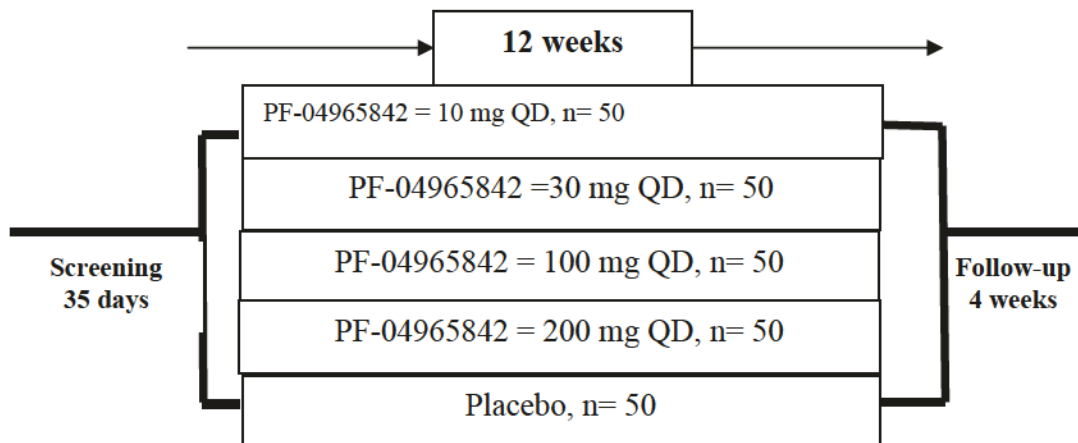 12 weeks
PF-04965842 = 10 mg QD, n= 50
PF-04965842 =30 mg QD, n= 50
PF-04965842 = 100 mg QD, n= 50
PF-04965842 = 200 mg QD, n= 50
Placebo, n= 50
Screening
35 days
Follow-up
4 weeks